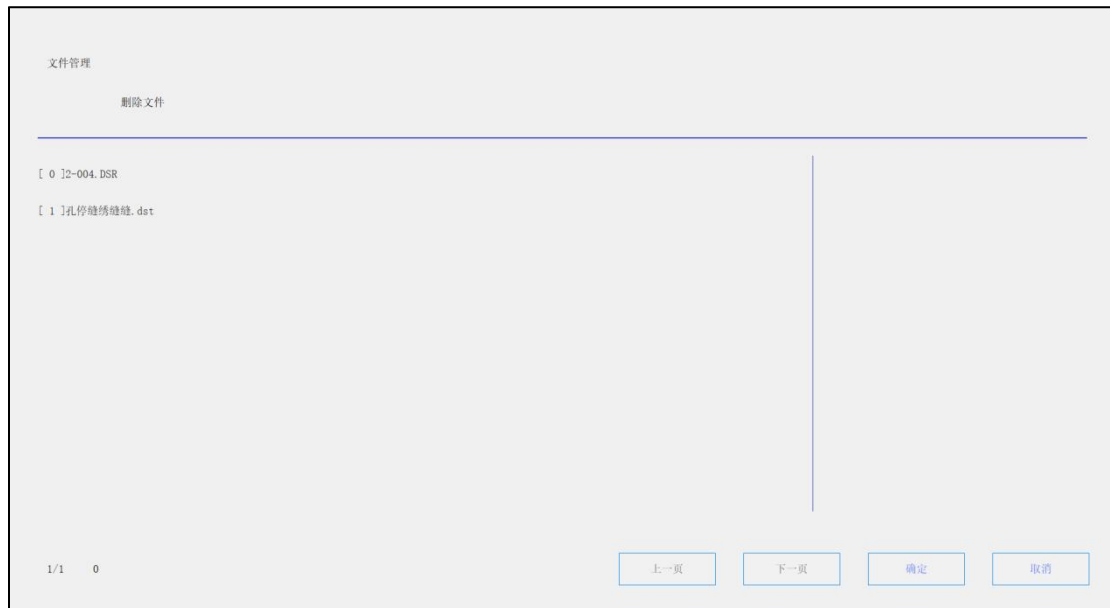 文件管理
删除文件
[ 0 ]2-004.DSR
[ 1 ]孔停缝绣缝缝.dst
1/1 0 上一页 下一页 确定 取消